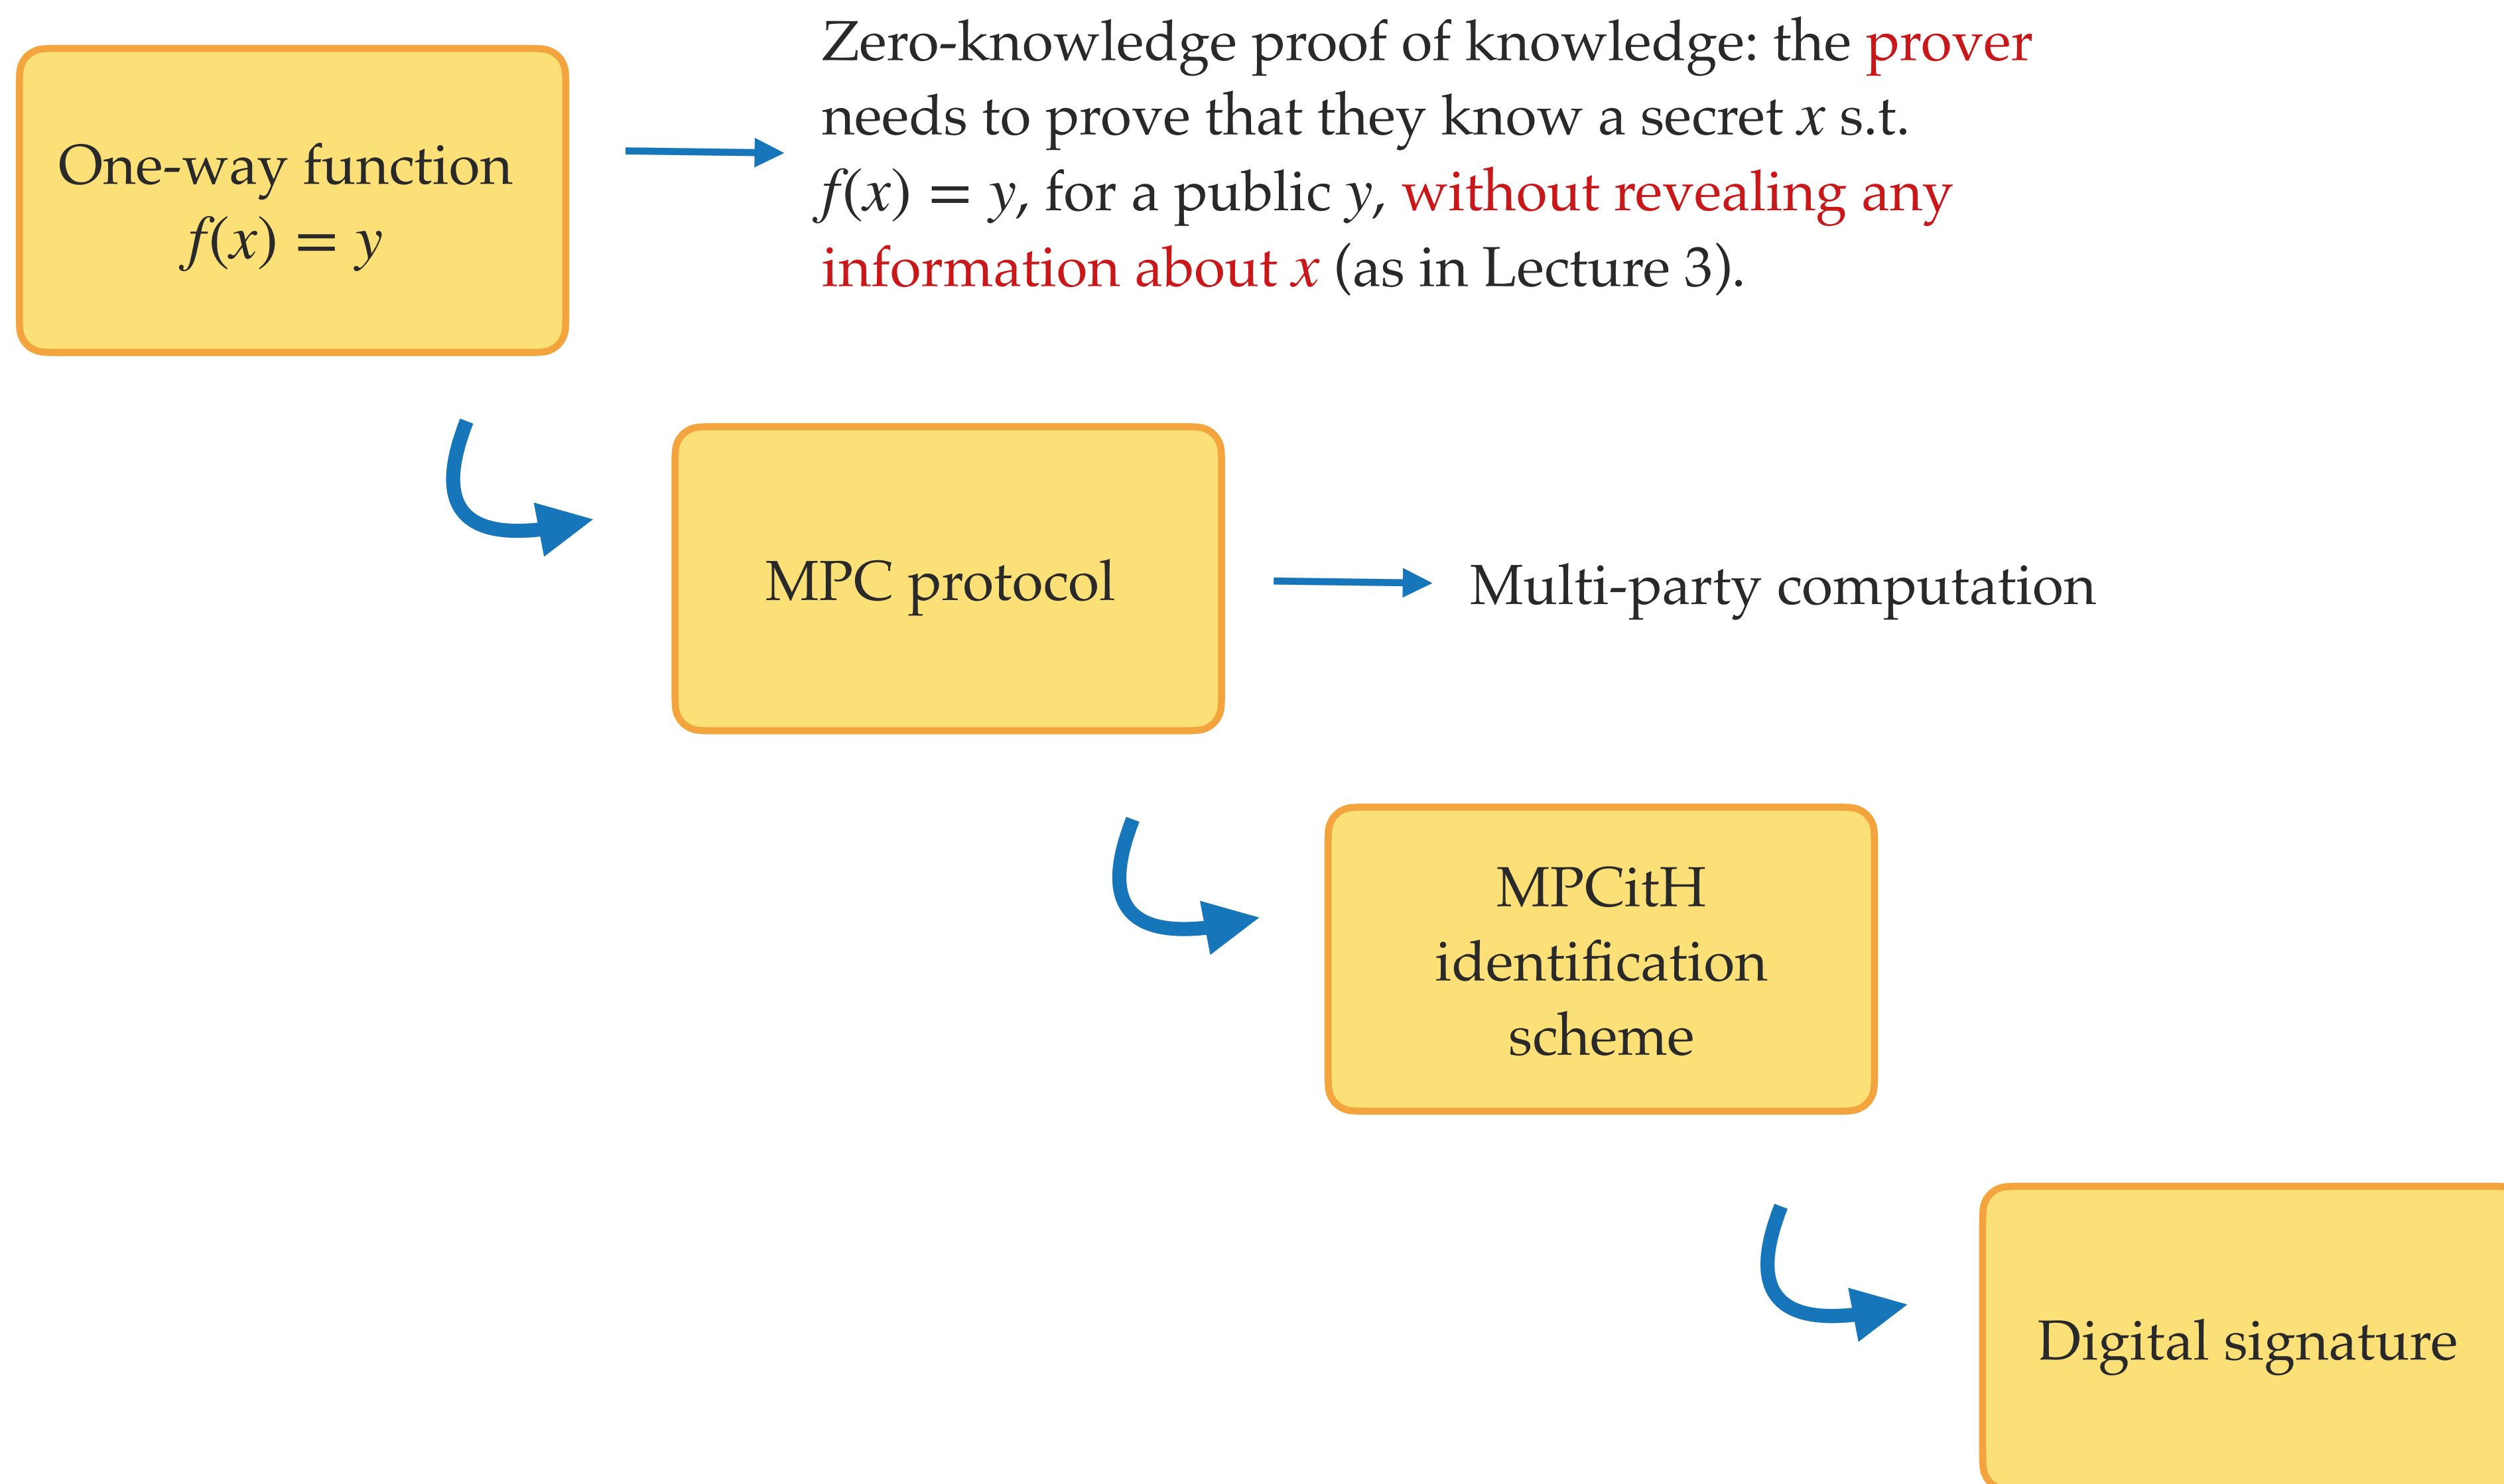 One-way function
f(x) = y
Zero-knowledge proof of knowledge: the prover
needs to prove that they know a secret x s.t.
f(x) = y, for a public y, without revealing any
information about x (as in Lecture 3).
MPC protocol
Multi-party computation
MPCitH
identification
scheme
Digital signature